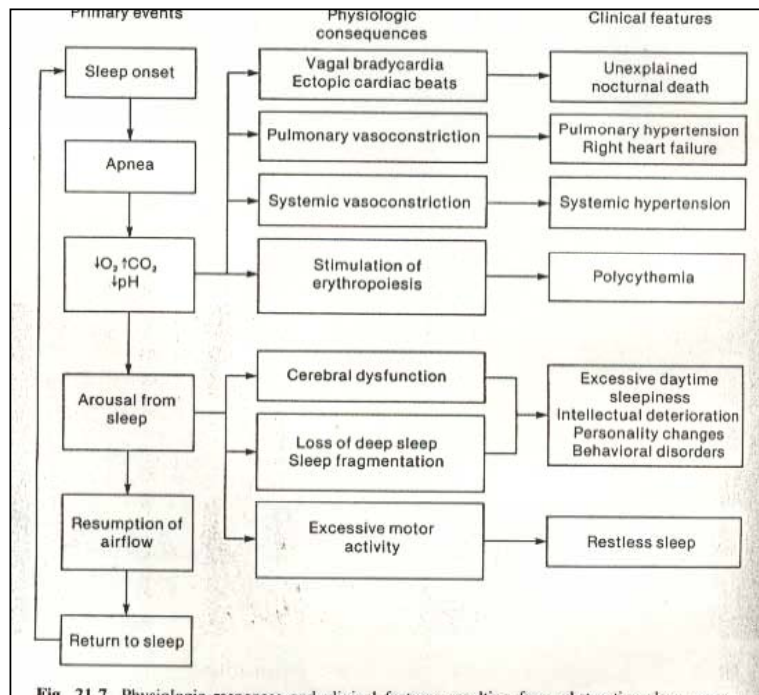 Primary events
Physiologic
consequences
Clinical features
Sleep onset
Apnea
↓O₂ ↑CO₂
↓pH
Arousal from
sleep
Resumption of
airflow
Return to sleep
Vagal bradycardia
Ectopic cardiac beats
Pulmonary vasoconstriction
Systemic vasoconstriction
Stimulation of
erythropoiesis
Cerebral dysfunction
Loss of deep sleep
Sleep fragmentation
Excessive motor
activity
Unexplained
nocturnal death
Pulmonary hypertension
Right heart failure
Systemic hypertension
Polycythemia
Excessive daytime
sleepiness
Intellectual deterioration
Personality changes
Behavioral disorders
Restless sleep
Fig. 21.7 Physiologic responses and clinical features resulting from obstructive sleep